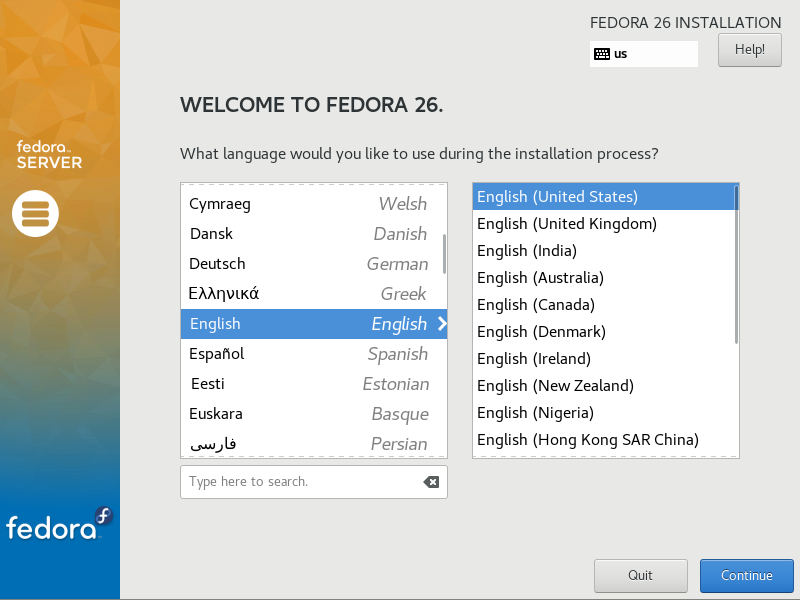 FEDORA 26 INSTALLATION
us
Help!
fedora
SERVER
WELCOME TO FEDORA 26.
What language would you like to use during the installation process?
Cymraeg Welsh
Dansk Danish
Deutsch German
Ελληνικά Greek
English English
Español Spanish
Eesti Estonian
Euskara Basque
فارسی Persian
English (United States)
English (United Kingdom)
English (India)
English (Australia)
English (Canada)
English (Denmark)
English (Ireland)
English (New Zealand)
English (Nigeria)
English (Hong Kong SAR China)
Type here to search.
fedora
Quit
Continue